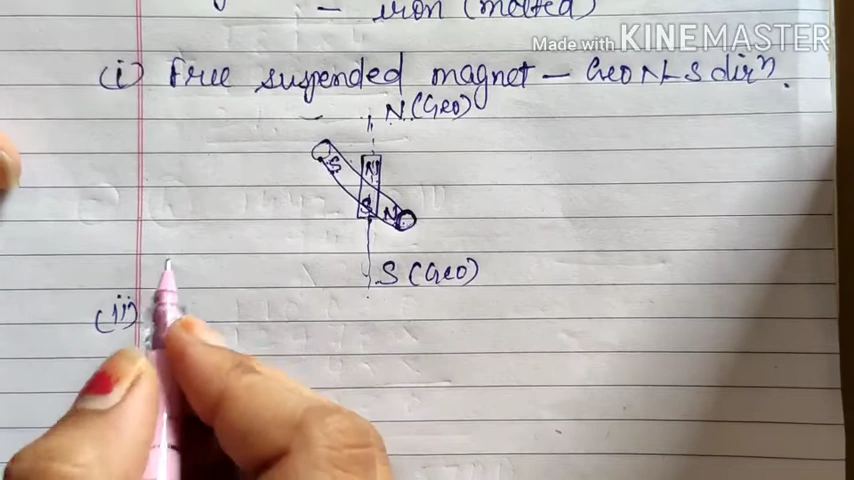 – iron (melted)
Made with KINEMASTER
(i) Free suspended magnet – Geo N-S dirⁿ.
N (Geo)
S N
S N
S (Geo)
(ii)